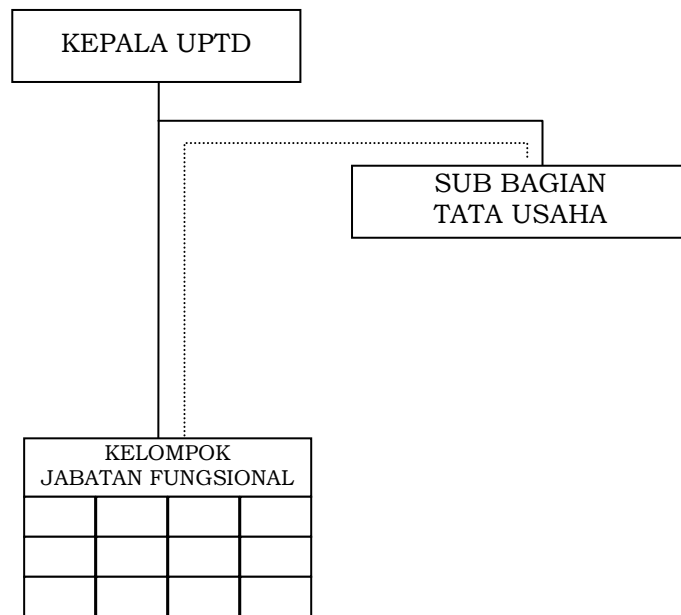 KEPALA UPTD
SUB BAGIAN
TATA USAHA
KELOMPOK
JABATAN FUNGSIONAL